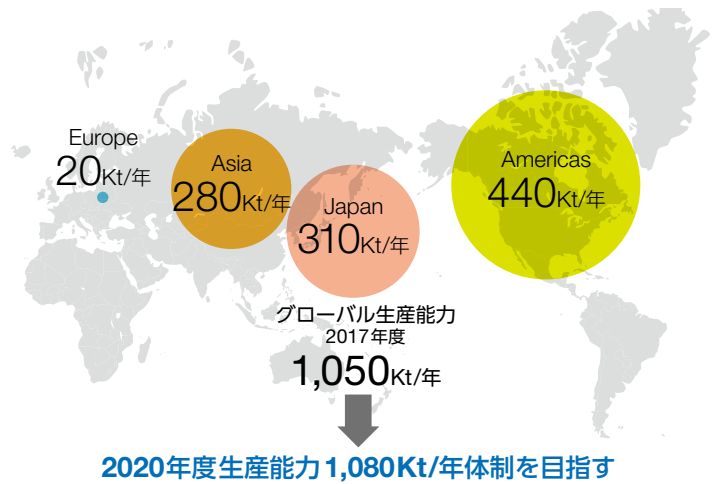 Europe
20Kt/年
Asia
280Kt/年
Japan
310Kt/年
Americas
440Kt/年
グローバル生産能力
2017年度
1,050Kt/年
2020年度生産能力1,080Kt/年体制を目指す